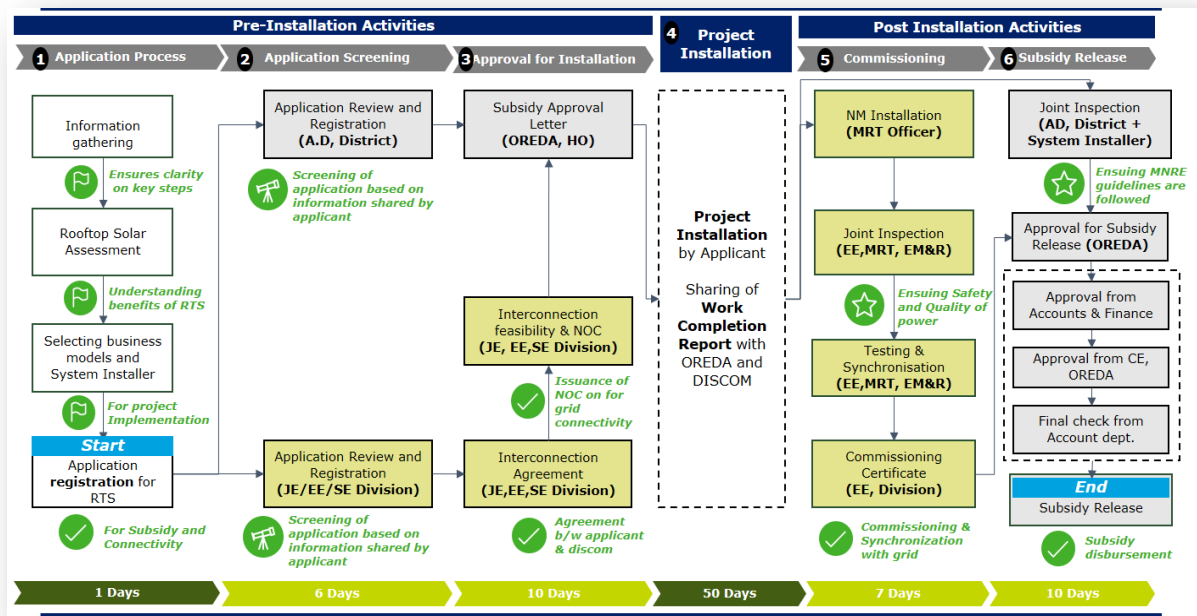 Pre-Installation Activities
4
Project
Installation
Post Installation Activities
1 Application Process
2 Application Screening
3 Approval for Installation
5 Commissioning
6 Subsidy Release
Information
gathering
Ensures clarity
on key steps
Rooftop Solar
Assessment
Understanding
benefits of RTS
Selecting business
models and
System Installer
For project
Implementation
Start
Application
registration for
RTS
For Subsidy and
Connectivity
Application Review and
Registration
(A.D, District)
Screening of
application based on
information shared by
applicant
Application Review and
Registration
(JE/EE/SE Division)
Screening of
application based on
information shared by
applicant
Subsidy Approval
Letter
(OREDA, HO)
Interconnection
feasibility & NOC
(JE, EE,SE Division)
Issuance of
NOC on for
grid
connectivity
Interconnection
Agreement
(JE,EE,SE Division)
Agreement
b/w applicant
& discom
Project
Installation
by Applicant
Sharing of
Work
Completion
Report with
OREDA and
DISCOM
NM Installation
(MRT Officer)
Joint Inspection
(EE,MRT, EM&R)
Ensuing Safety
and Quality of
power
Testing &
Synchronisation
(EE,MRT, EM&R)
Commissioning
Certificate
(EE, Division)
Commissioning &
Synchronization
with grid
Joint Inspection
(AD, District +
System Installer)
Ensuing MNRE
guidelines are
followed
Approval for Subsidy
Release (OREDA)
Approval from
Accounts & Finance
Approval from CE,
OREDA
Final check from
Account dept.
End
Subsidy Release
Subsidy
disbursement
1 Days
6 Days
10 Days
50 Days
7 Days
10 Days